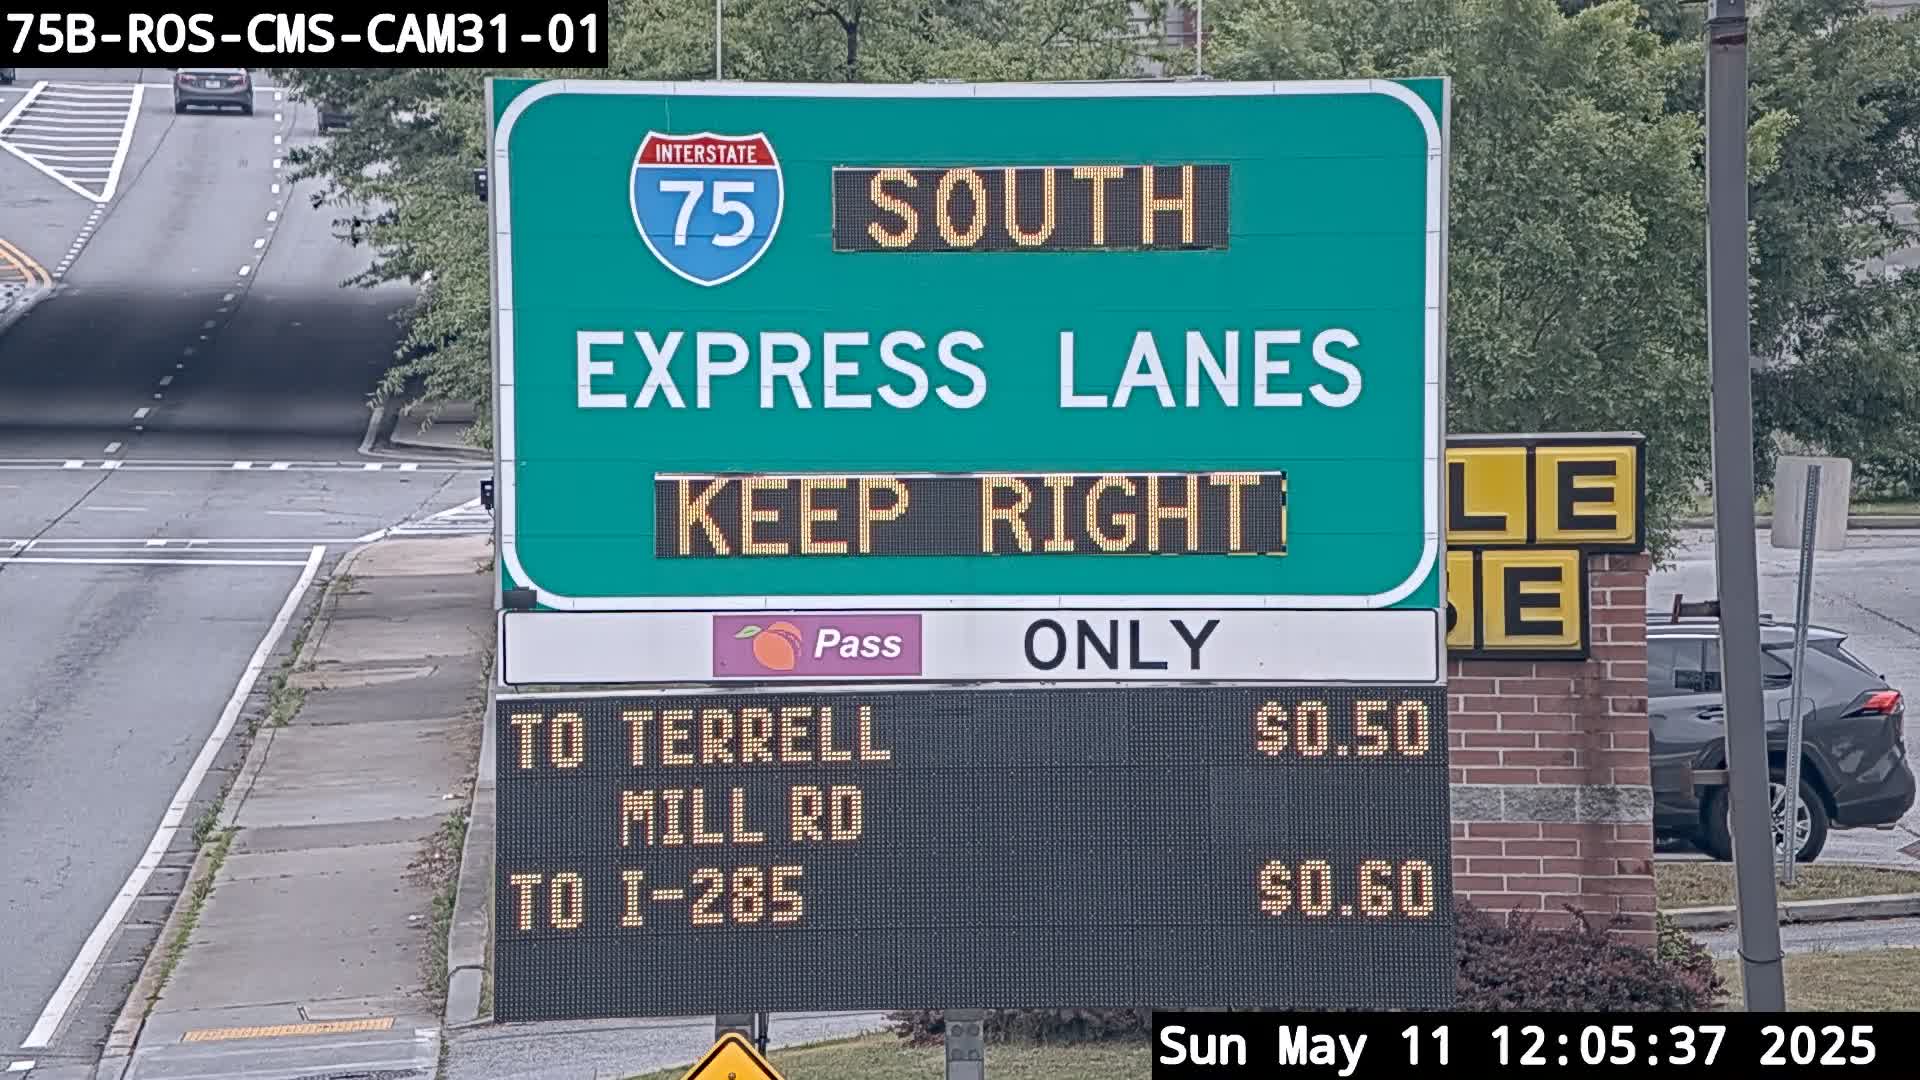 75B-ROS-CMS-CAM31-01
INTERSTATE
75
SOUTH
EXPRESS LANES
KEEP RIGHT
Pass ONLY
TO TERRELL $0.50
MILL RD
TO I-285 $0.60
LE
E
Sun May 11 12:05:37 2025